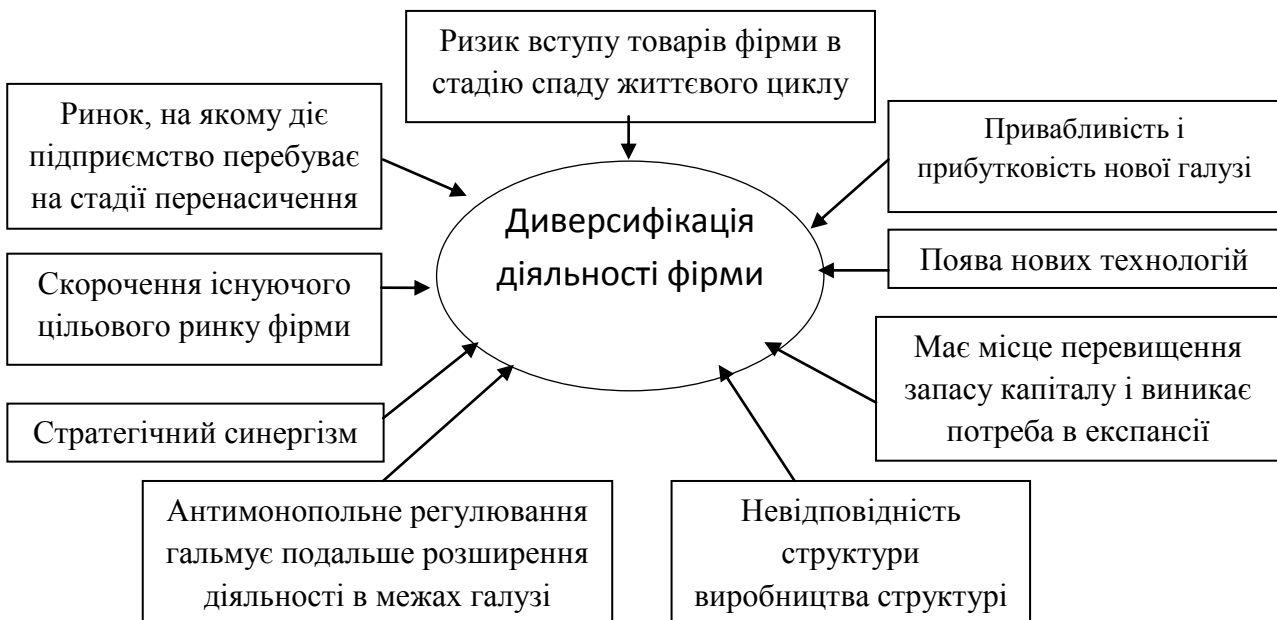 Ризик вступу товарів фірми в
стадію спаду життєвого циклу
Ринок, на якому діє
підприємство перебуває
на стадії перенасичення
Привабливість і
прибутковість нової галузі
Диверсифікація
діяльності фірми
Поява нових технологій
Скорочення існуючого
цільового ринку фірми
Має місце перевищення
запасу капіталу і виникає
потреба в експансії
Стратегічний синергізм
Антимонопольне регулювання
гальмує подальше розширення
діяльності в межах галузі
Невідповідність
структури
виробництва структурі